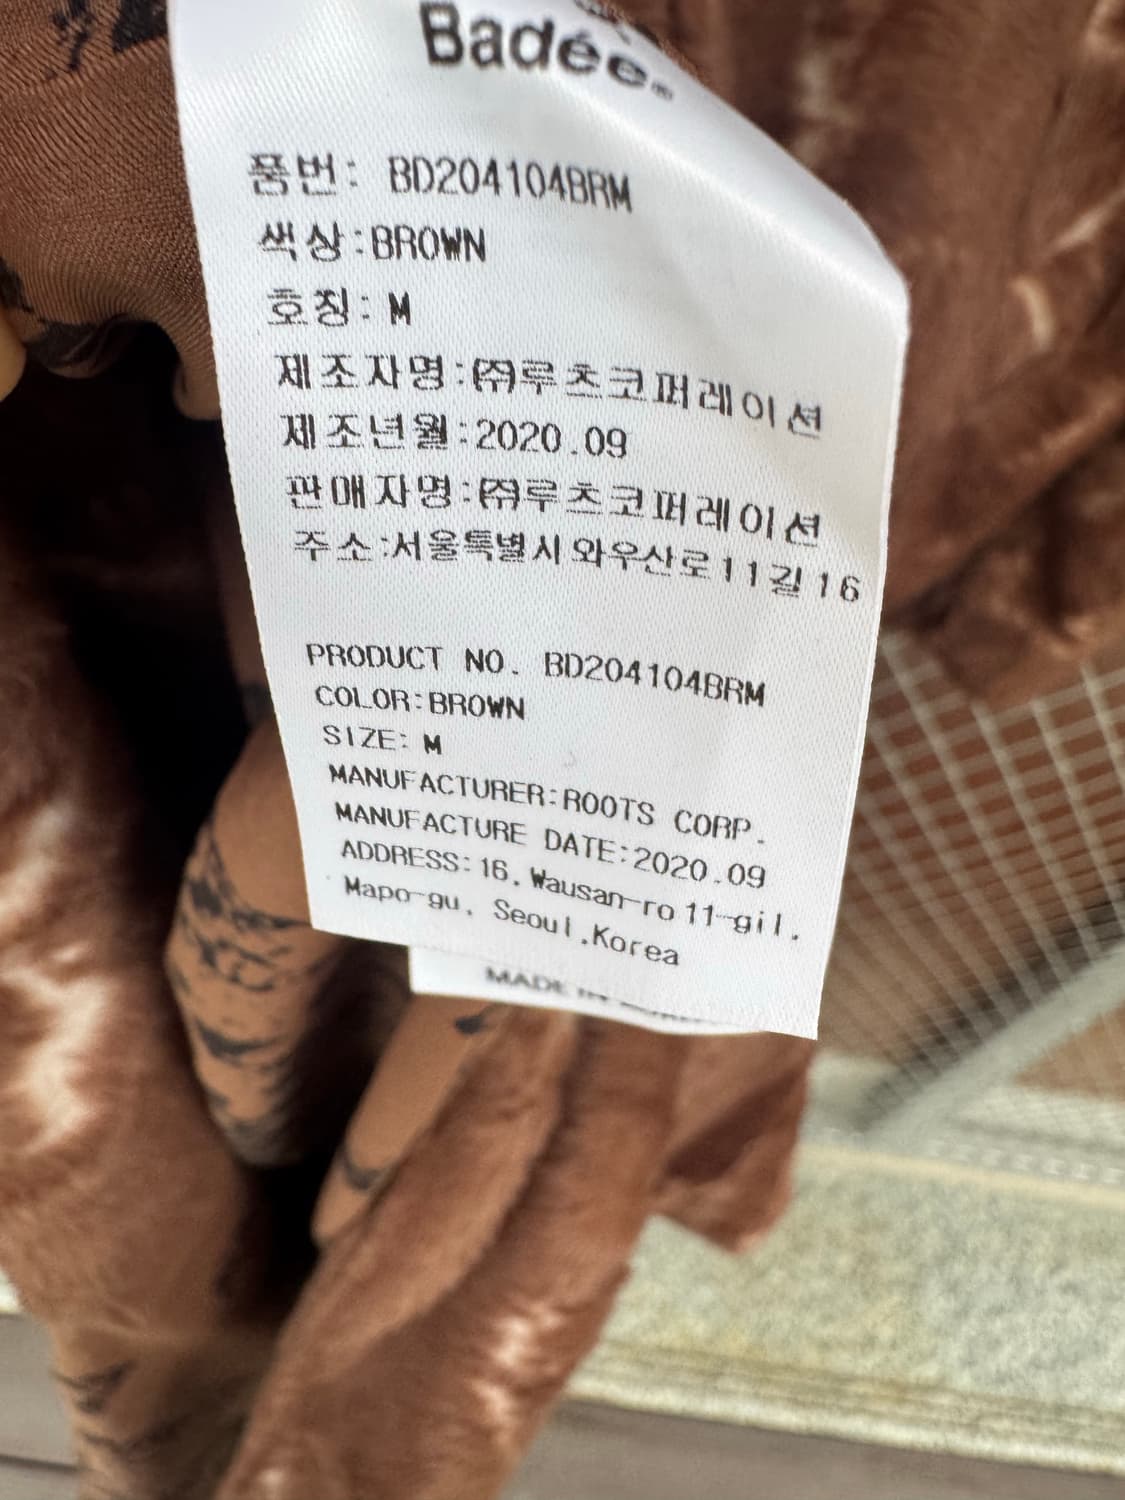 Badée®
품번: BD204104BRM
색상:BROWN
호칭: M
제조자명:㈜루츠코퍼레이션
제조년월:2020.09
판매자명:㈜루츠코퍼레이션
주소:서울특별시 와우산로11길 16
PRODUCT NO. BD204104BRM
COLOR:BROWN
SIZE: M
MANUFACTURER:ROOTS CORP.
MANUFACTURE DATE:2020.09
ADDRESS:16, Wausan-ro 11-gil,
Mapo-gu, Seoul,Korea
MADE IN